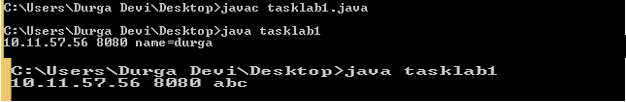 C:\Users\Durga Devi\Desktop>javac tasklab1.java
C:\Users\Durga Devi\Desktop>java tasklab1
10.11.57.56 8080 name=durga
C:\Users\Durga Devi\Desktop>java tasklab1
10.11.57.56 8080 abc